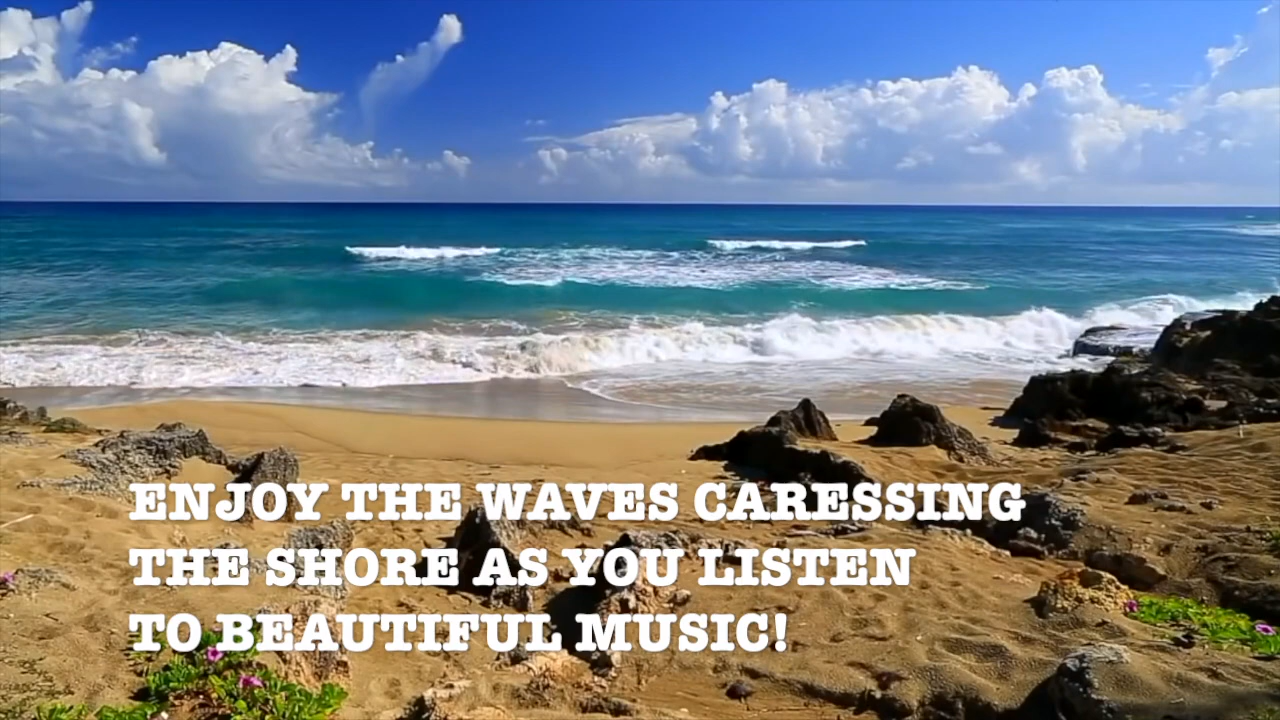 ENJOY THE WAVES CARESSING
THE SHORE AS YOU LISTEN
TO BEAUTIFUL MUSIC!